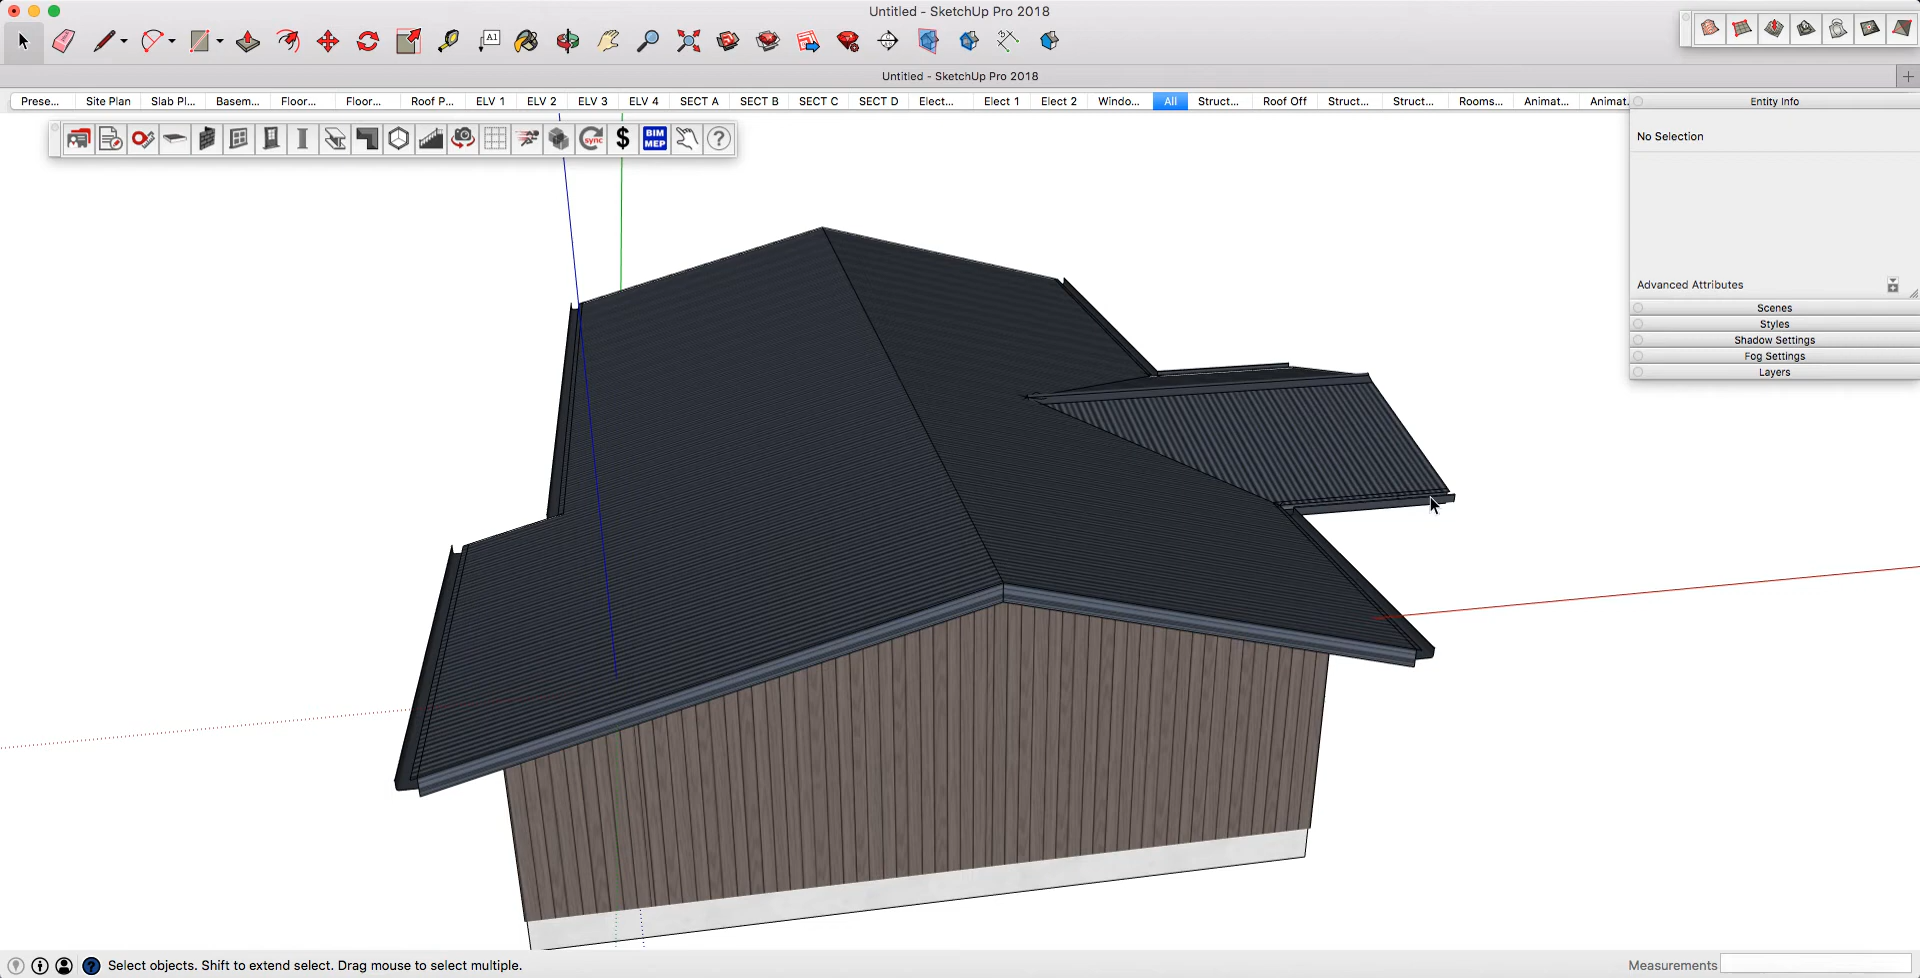 Untitled - SketchUp Pro 2018
A1
Untitled - SketchUp Pro 2018
Prese... Site Plan Slab Pl... Basem... Floor... Floor... Roof P... ELV 1 ELV 2 ELV 3 ELV 4 SECT A SECT B SECT C SECT D Elect... Elect 1 Elect 2 Windo... All Struct... Roof Off Struct... Struct... Rooms... Animat... Animat.
Entity Info
No Selection
sync $ BIM MEP ?
Advanced Attributes
Scenes
Styles
Shadow Settings
Fog Settings
Layers
? Select objects. Shift to extend select. Drag mouse to select multiple. Measurements